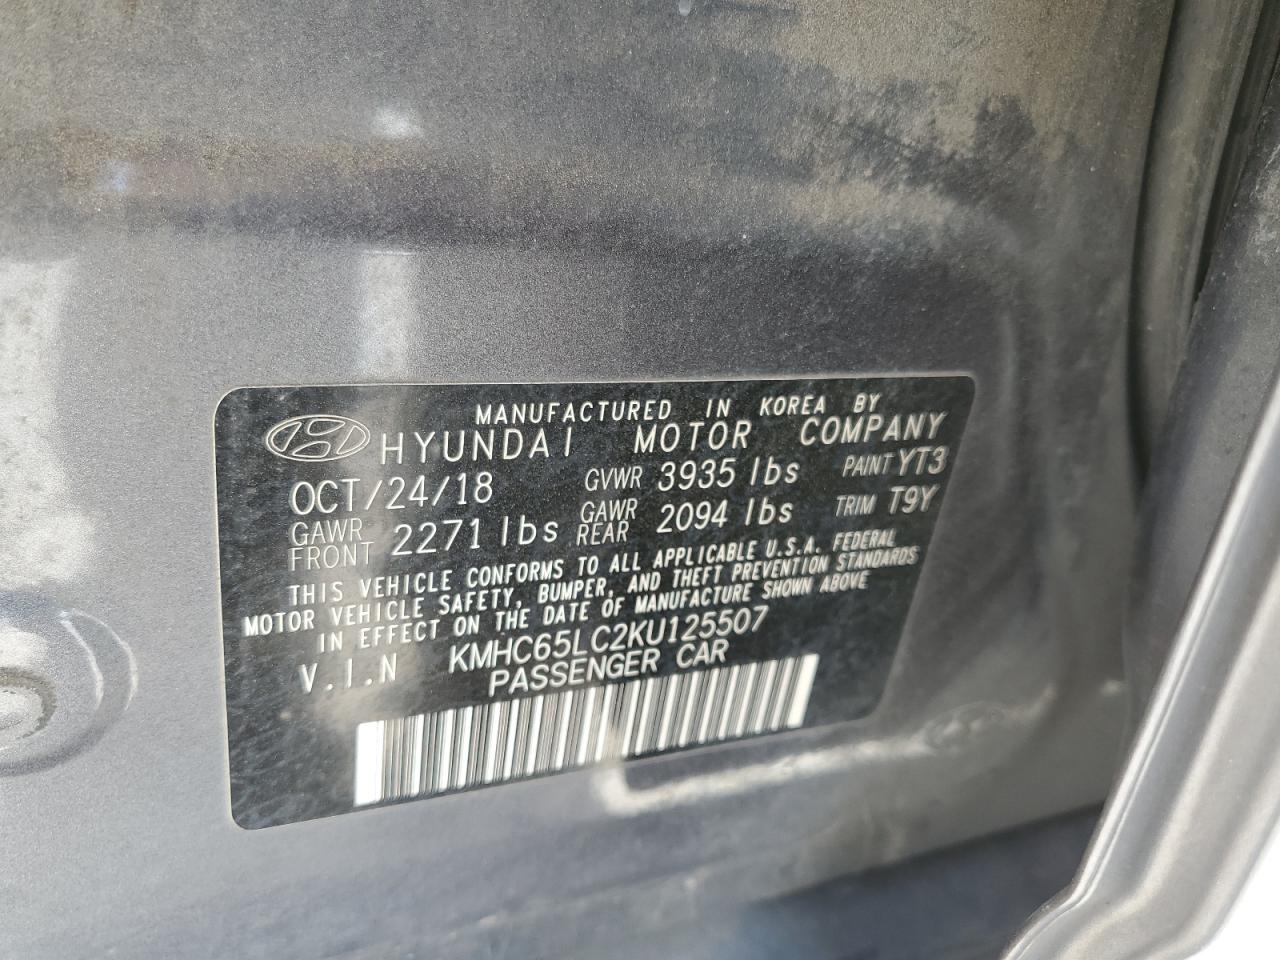 MANUFACTURED IN KOREA BY
HYUNDAI MOTOR COMPANY
OCT/24/18 GVWR 3935 lbs PAINT YT3
GAWR FRONT 2271 lbs GAWR REAR 2094 lbs TRIM T9Y
THIS VEHICLE CONFORMS TO ALL APPLICABLE U.S.A. FEDERAL
MOTOR VEHICLE SAFETY, BUMPER, AND THEFT PREVENTION STANDARDS
IN EFFECT ON THE DATE OF MANUFACTURE SHOWN ABOVE
V.I.N KMHC65LC2KU125507
PASSENGER CAR